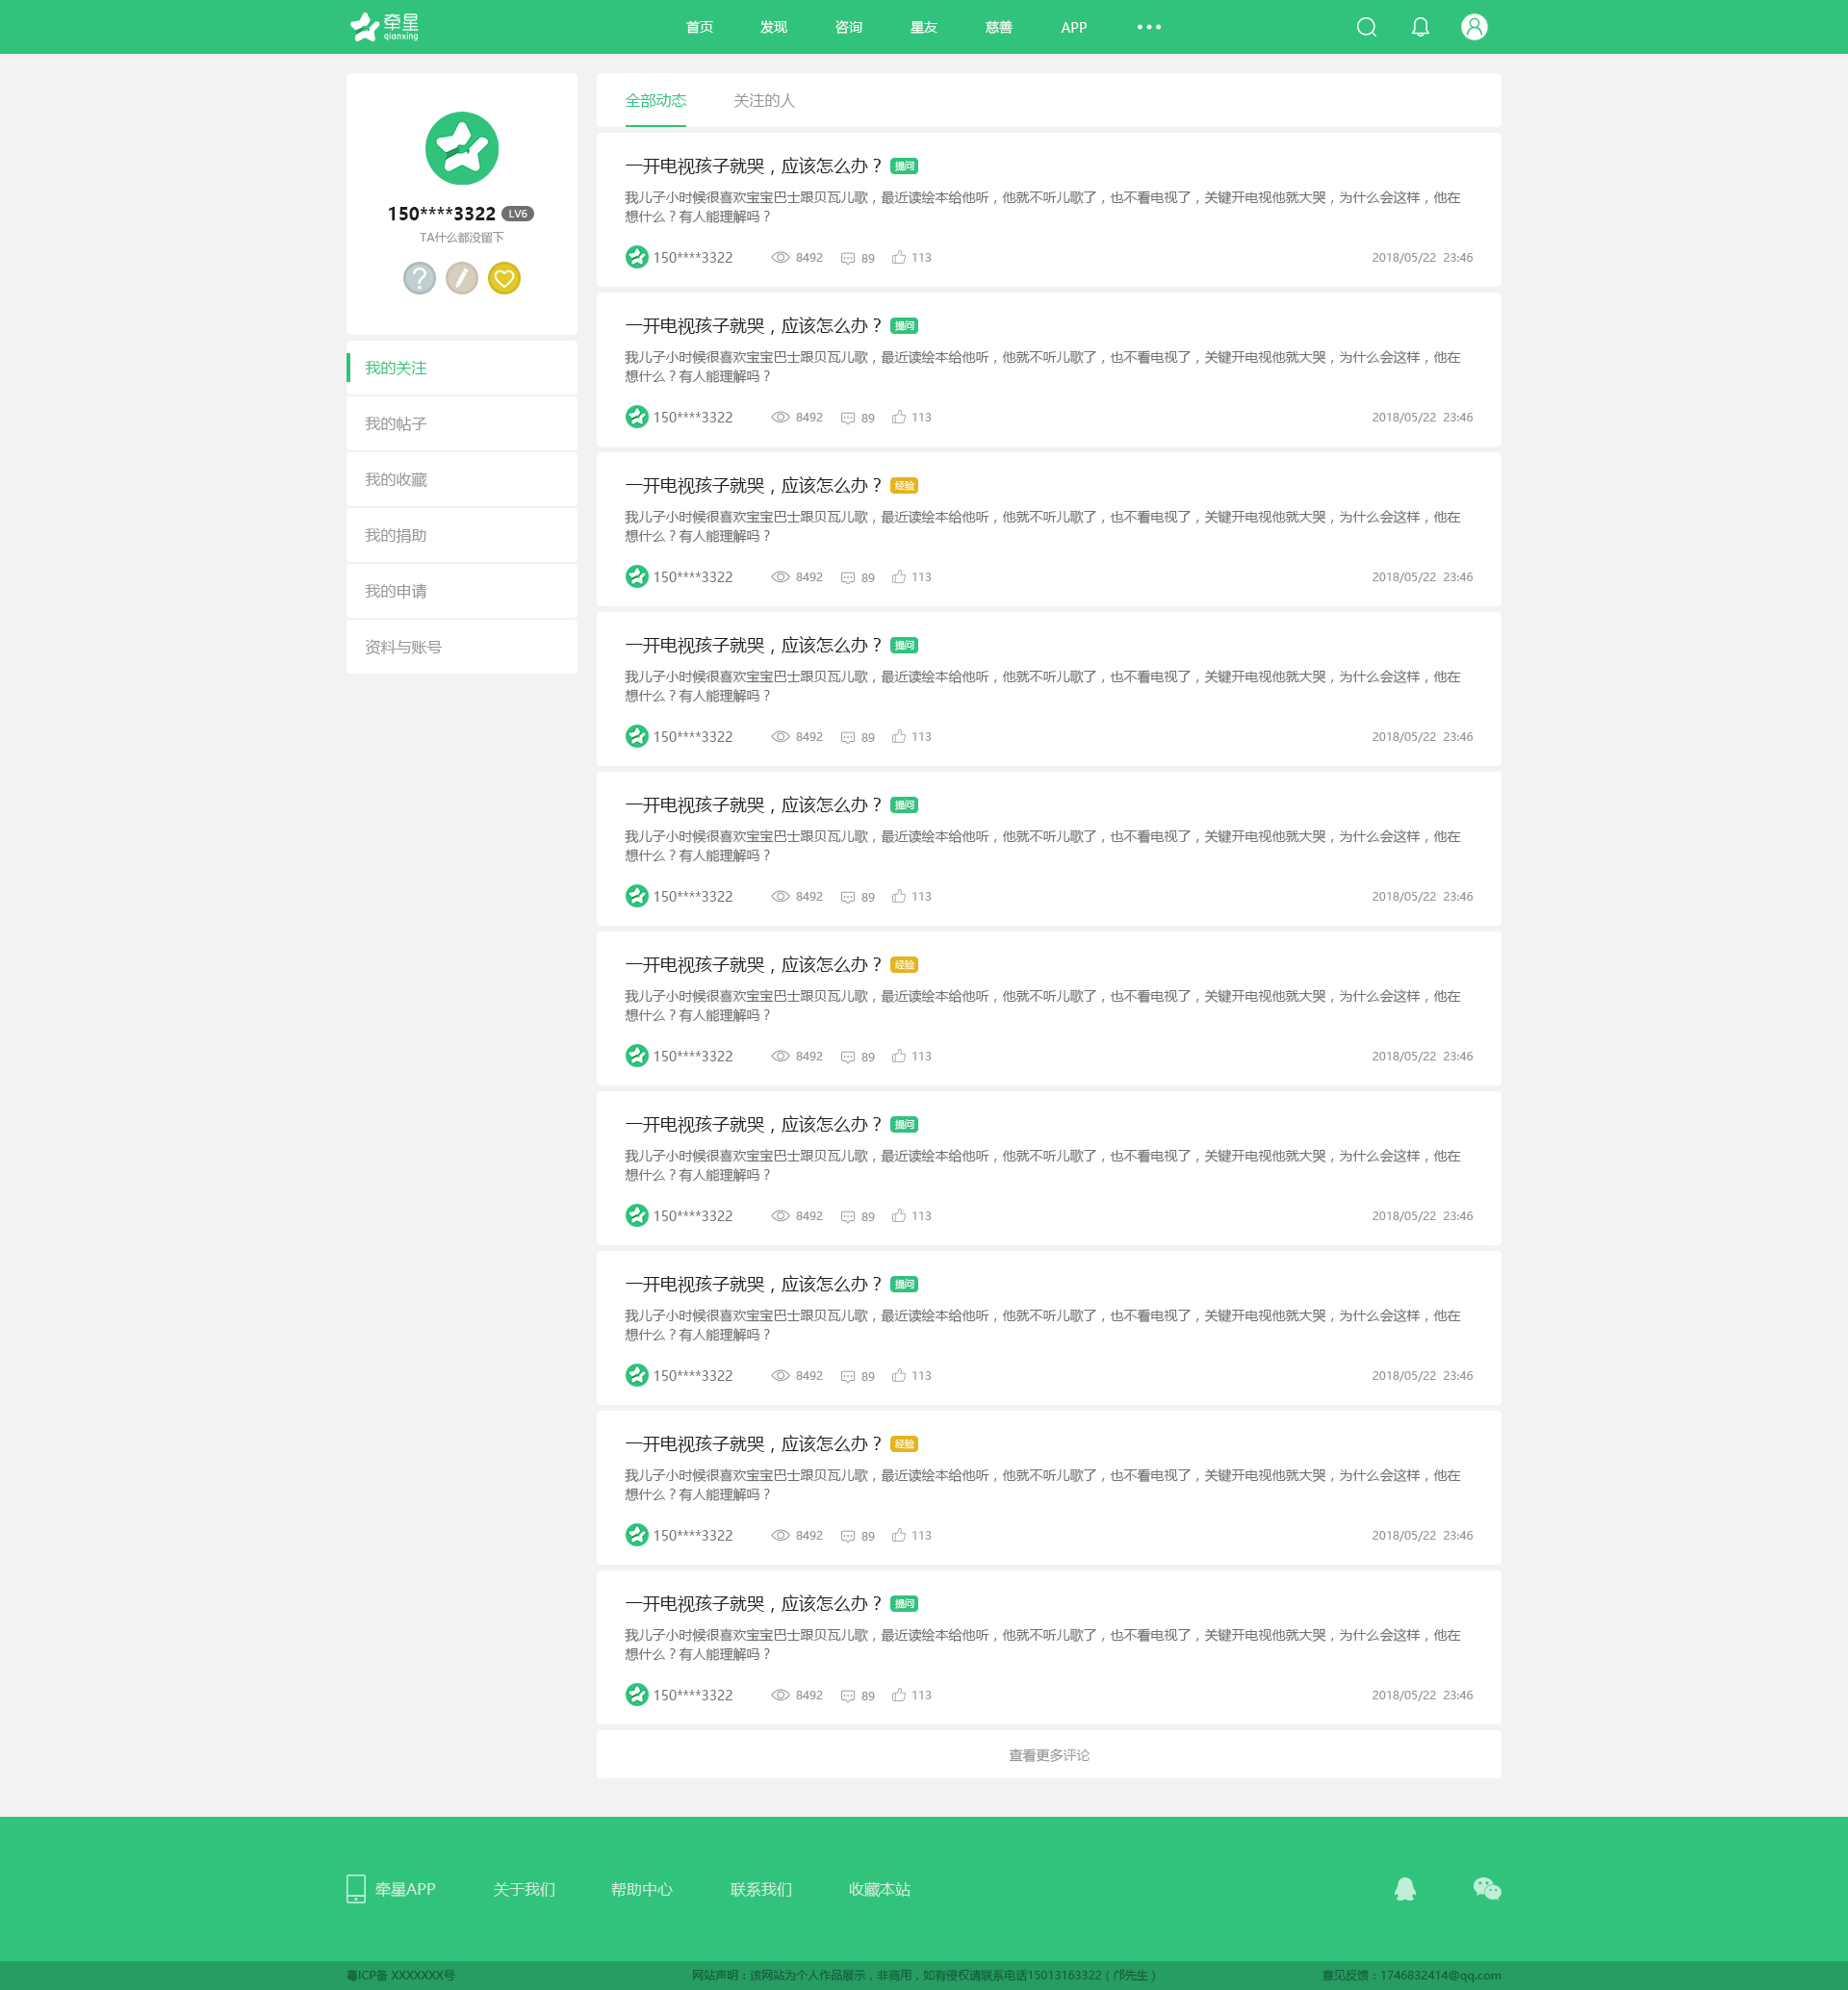 牵星
qianxing
首页 发现 咨询 星友 慈善 APP
150****3322 LV6
TA什么都没留下
我的关注
我的帖子
我的收藏
我的捐助
我的申请
资料与账号
全部动态 关注的人
一开电视孩子就哭，应该怎么办？ 提问
我儿子小时候很喜欢宝宝巴士跟贝瓦儿歌，最近读绘本给他听，他就不听儿歌了，也不看电视了，关键开电视他就大哭，为什么会这样，他在
想什么？有人能理解吗？
150****3322 8492 89 113 2018/05/22 23:46
一开电视孩子就哭，应该怎么办？ 提问
我儿子小时候很喜欢宝宝巴士跟贝瓦儿歌，最近读绘本给他听，他就不听儿歌了，也不看电视了，关键开电视他就大哭，为什么会这样，他在
想什么？有人能理解吗？
150****3322 8492 89 113 2018/05/22 23:46
一开电视孩子就哭，应该怎么办？ 经验
我儿子小时候很喜欢宝宝巴士跟贝瓦儿歌，最近读绘本给他听，他就不听儿歌了，也不看电视了，关键开电视他就大哭，为什么会这样，他在
想什么？有人能理解吗？
150****3322 8492 89 113 2018/05/22 23:46
一开电视孩子就哭，应该怎么办？ 提问
我儿子小时候很喜欢宝宝巴士跟贝瓦儿歌，最近读绘本给他听，他就不听儿歌了，也不看电视了，关键开电视他就大哭，为什么会这样，他在
想什么？有人能理解吗？
150****3322 8492 89 113 2018/05/22 23:46
一开电视孩子就哭，应该怎么办？ 提问
我儿子小时候很喜欢宝宝巴士跟贝瓦儿歌，最近读绘本给他听，他就不听儿歌了，也不看电视了，关键开电视他就大哭，为什么会这样，他在
想什么？有人能理解吗？
150****3322 8492 89 113 2018/05/22 23:46
一开电视孩子就哭，应该怎么办？ 经验
我儿子小时候很喜欢宝宝巴士跟贝瓦儿歌，最近读绘本给他听，他就不听儿歌了，也不看电视了，关键开电视他就大哭，为什么会这样，他在
想什么？有人能理解吗？
150****3322 8492 89 113 2018/05/22 23:46
一开电视孩子就哭，应该怎么办？ 提问
我儿子小时候很喜欢宝宝巴士跟贝瓦儿歌，最近读绘本给他听，他就不听儿歌了，也不看电视了，关键开电视他就大哭，为什么会这样，他在
想什么？有人能理解吗？
150****3322 8492 89 113 2018/05/22 23:46
一开电视孩子就哭，应该怎么办？ 提问
我儿子小时候很喜欢宝宝巴士跟贝瓦儿歌，最近读绘本给他听，他就不听儿歌了，也不看电视了，关键开电视他就大哭，为什么会这样，他在
想什么？有人能理解吗？
150****3322 8492 89 113 2018/05/22 23:46
一开电视孩子就哭，应该怎么办？ 经验
我儿子小时候很喜欢宝宝巴士跟贝瓦儿歌，最近读绘本给他听，他就不听儿歌了，也不看电视了，关键开电视他就大哭，为什么会这样，他在
想什么？有人能理解吗？
150****3322 8492 89 113 2018/05/22 23:46
一开电视孩子就哭，应该怎么办？ 提问
我儿子小时候很喜欢宝宝巴士跟贝瓦儿歌，最近读绘本给他听，他就不听儿歌了，也不看电视了，关键开电视他就大哭，为什么会这样，他在
想什么？有人能理解吗？
150****3322 8492 89 113 2018/05/22 23:46
查看更多评论
牵星APP 关于我们 帮助中心 联系我们 收藏本站
粤ICP备 XXXXXXX号 网站声明：该网站为个人作品展示，非商用，如有侵权请联系电话15013163322（邝先生） 意见反馈：1746832414@qq.com